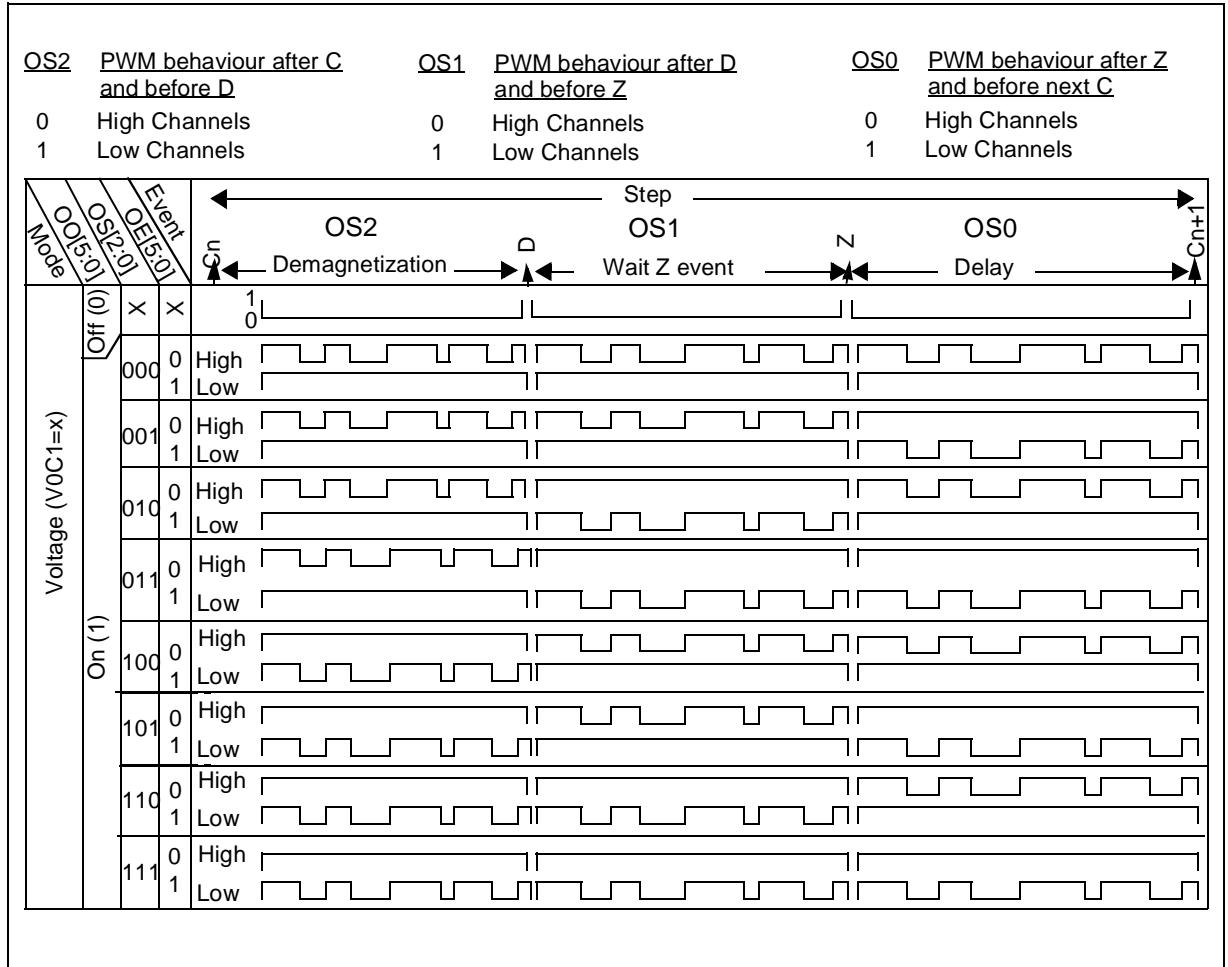 OS2 PWM behaviour after C and before D
0 High Channels
1 Low Channels
OS1 PWM behaviour after D and before Z
0 High Channels
1 Low Channels
OS0 PWM behaviour after Z and before next C
0 High Channels
1 Low Channels
Mode
OO[5:0]
OS[2:0]
OE[5:0]
Event
Step
Cn
OS2
D
OS1
Z
OS0
Cn+1
Demagnetization
Wait Z event
Delay
Voltage (V0C1=x)
Off (0)
X
X
1
0
On (1)
000
0 High
1 Low
001
0 High
1 Low
010
0 High
1 Low
011
0 High
1 Low
100
0 High
1 Low
101
0 High
1 Low
110
0 High
1 Low
111
0 High
1 Low